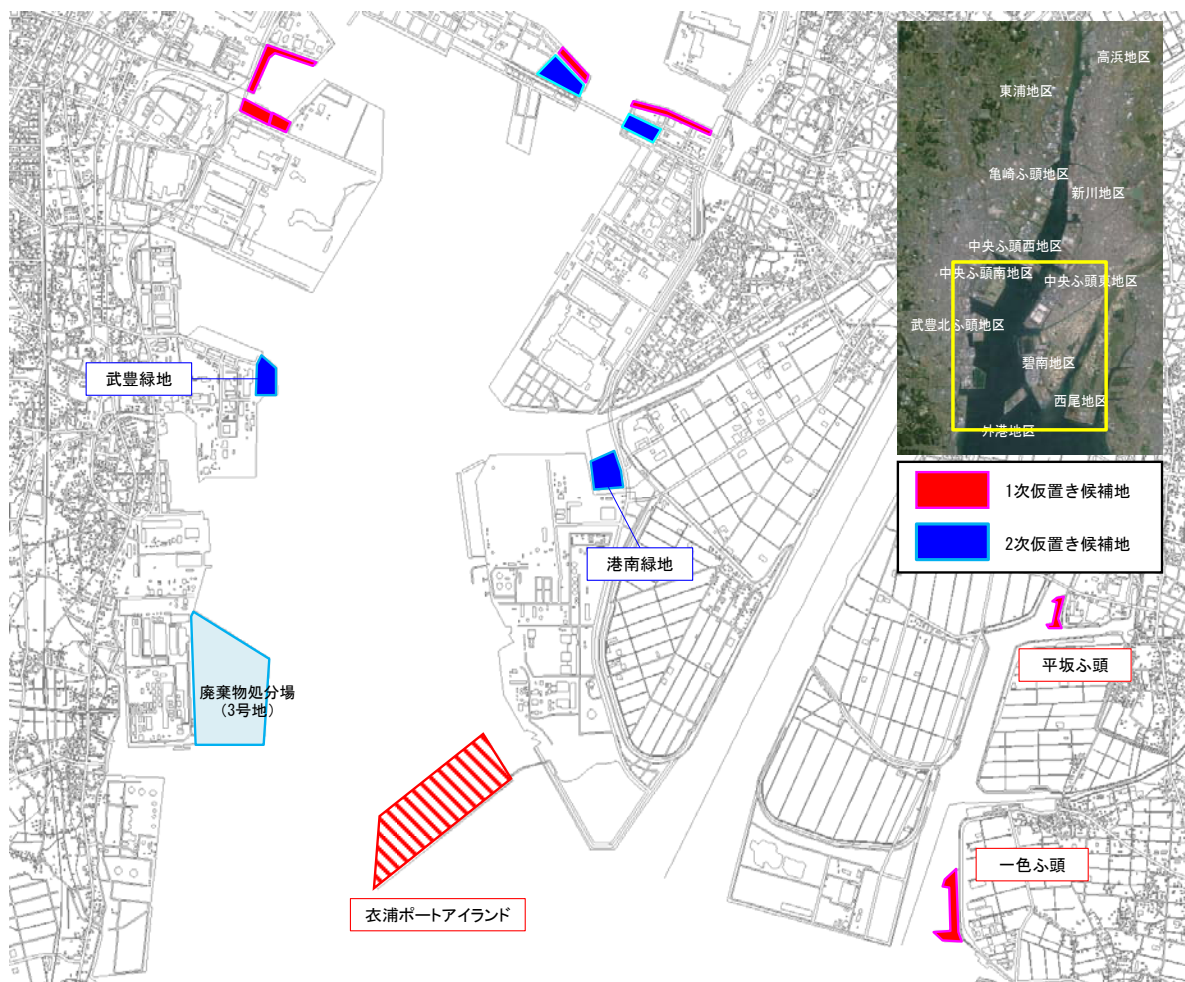 高浜地区
東浦地区
亀崎ふ頭地区
新川地区
中央ふ頭西地区
中央ふ頭南地区
中央ふ頭東地区
武豊北ふ頭地区
碧南地区
西尾地区
外港地区
武豊緑地
1次仮置き候補地
2次仮置き候補地
港南緑地
平坂ふ頭
廃棄物処分場
（3号地）
一色ふ頭
衣浦ポートアイランド